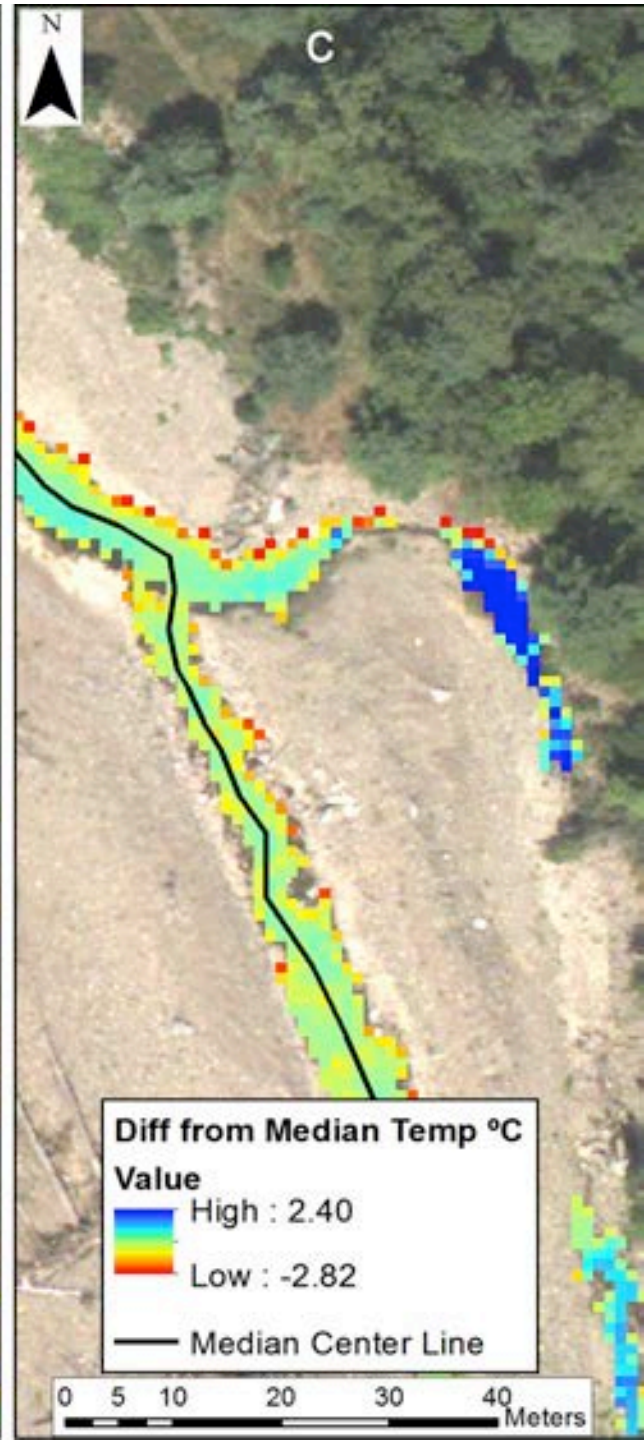 N
C
Diff from Median Temp ºC
Value
High : 2.40
Low : -2.82
Median Center Line
0 5 10 20 30 40
Meters